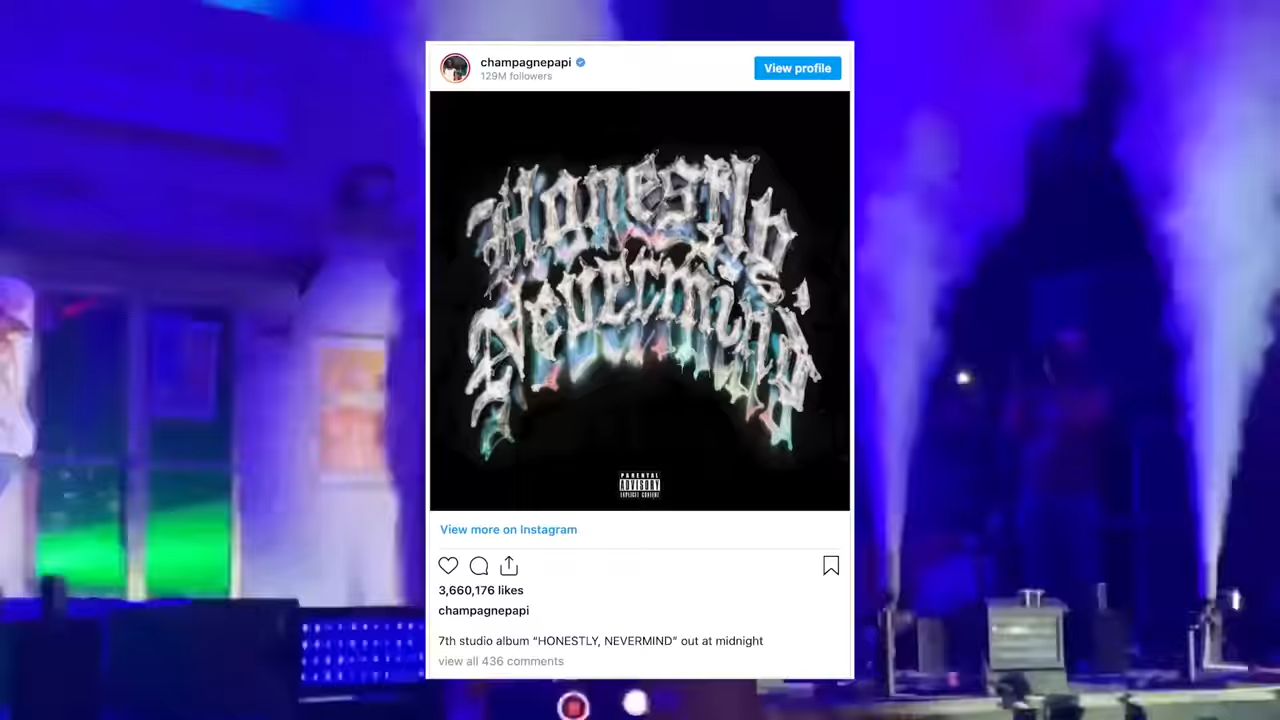 champagnepapi
129M followers
View profile
Honestly
Nevermind
PARENTAL
ADVISORY
EXPLICIT CONTENT
View more on Instagram
3,660,176 likes
champagnepapi
7th studio album “HONESTLY, NEVERMIND” out at midnight
view all 436 comments